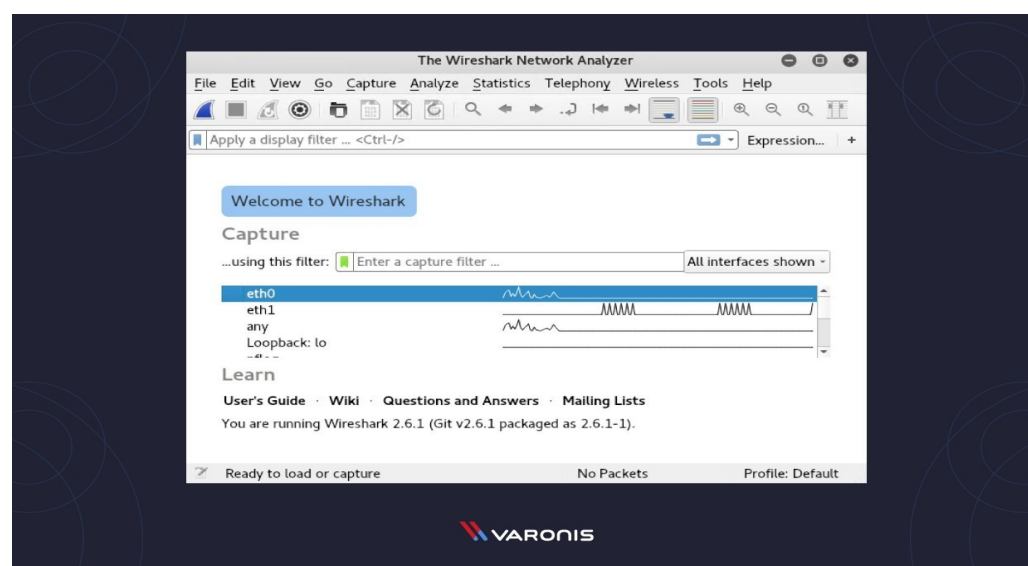 The Wireshark Network Analyzer
File Edit View Go Capture Analyze Statistics Telephony Wireless Tools Help
Apply a display filter ... <Ctrl-/>
Expression... +
Welcome to Wireshark
Capture
...using this filter: Enter a capture filter ... All interfaces shown
eth0
eth1
any
Loopback: lo
Learn
User's Guide · Wiki · Questions and Answers · Mailing Lists
You are running Wireshark 2.6.1 (Git v2.6.1 packaged as 2.6.1-1).
Ready to load or capture No Packets Profile: Default
VARONIS